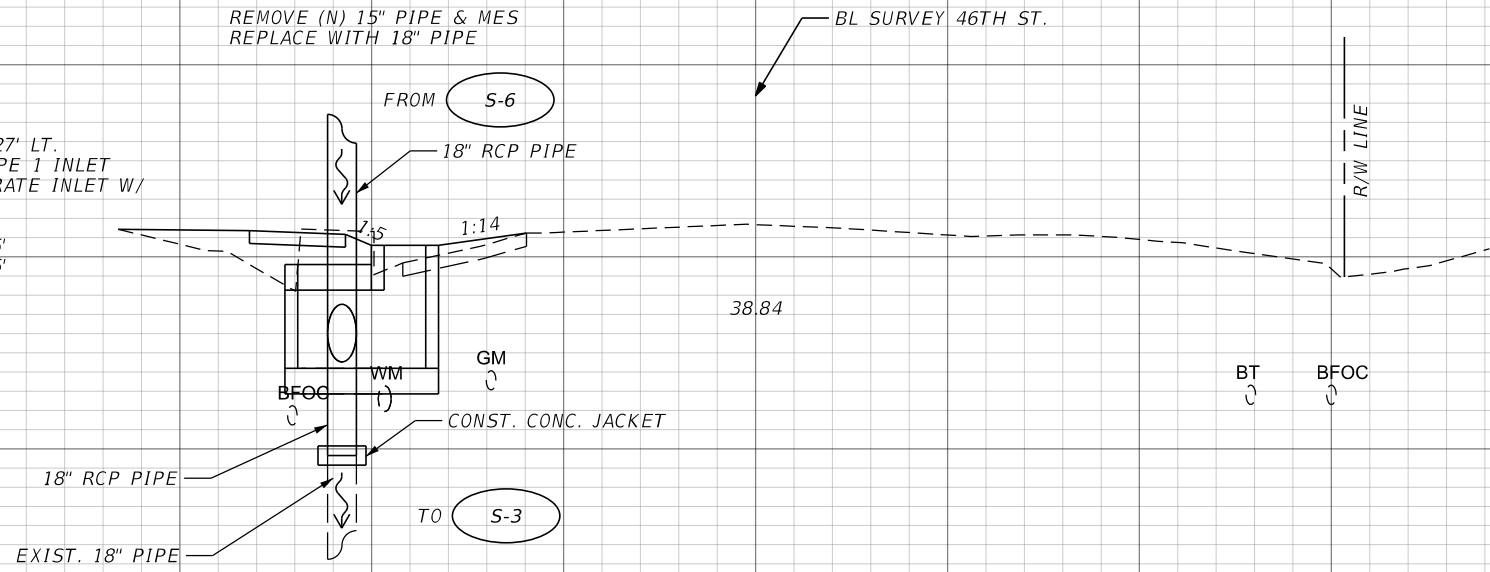 REMOVE (N) 15" PIPE & MES
REPLACE WITH 18" PIPE
BL SURVEY 46TH ST.
FROM
S-6
18" RCP PIPE
27' LT.
PE 1 INLET
RATE INLET W/
R/W LINE
1:5
1:14
38.84
GM
WM
BFOC
BT
BFOC
CONST. CONC. JACKET
18" RCP PIPE
TO
S-3
EXIST. 18" PIPE